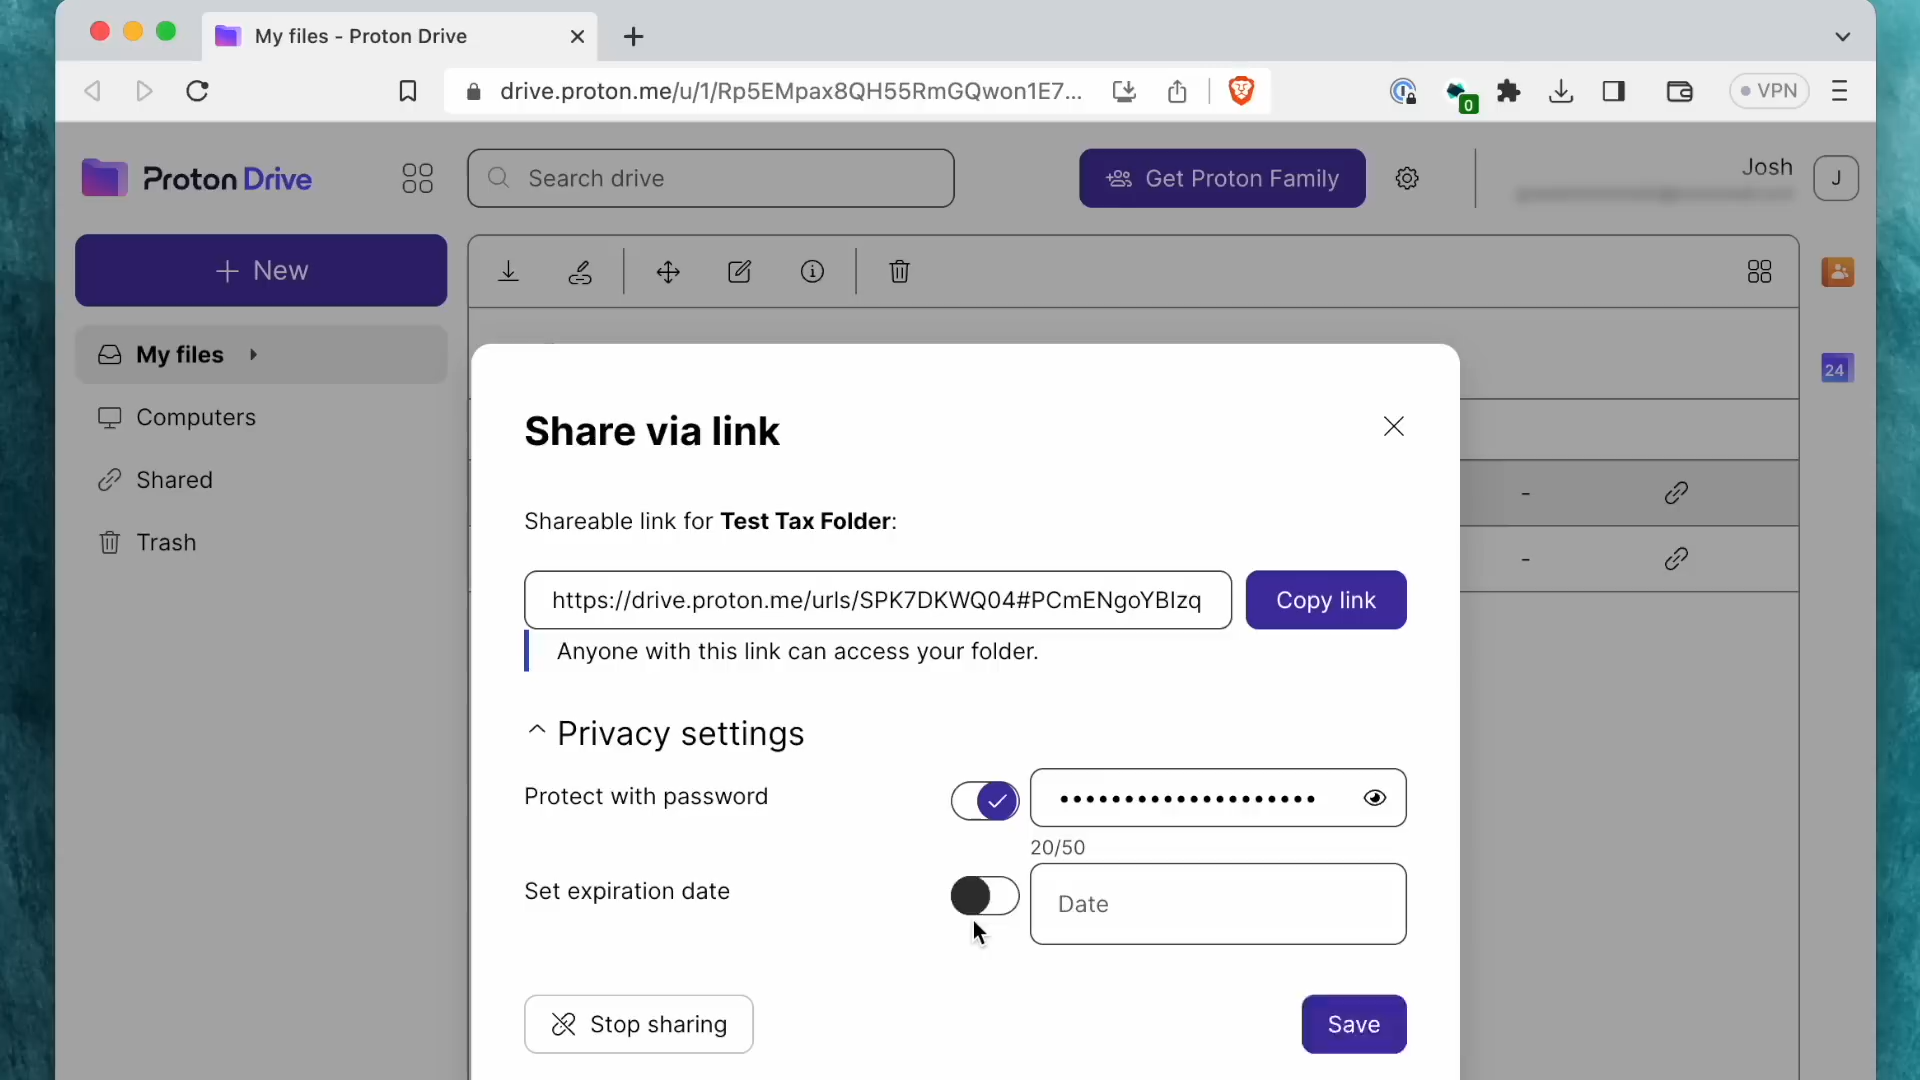 My files - Proton Drive
drive.proton.me/u/1/Rp5EMpax8QH55RmGQwon1E7...
0
VPN
Proton Drive
Search drive
Get Proton Family
Josh
J
New
My files
24
Computers
Shared
Trash
Share via link
Shareable link for Test Tax Folder:
https://drive.proton.me/urls/SPK7DKWQ04#PCmENgoYBIzq
Copy link
Anyone with this link can access your folder.
Privacy settings
Protect with password
20/50
Set expiration date
Date
Stop sharing
Save